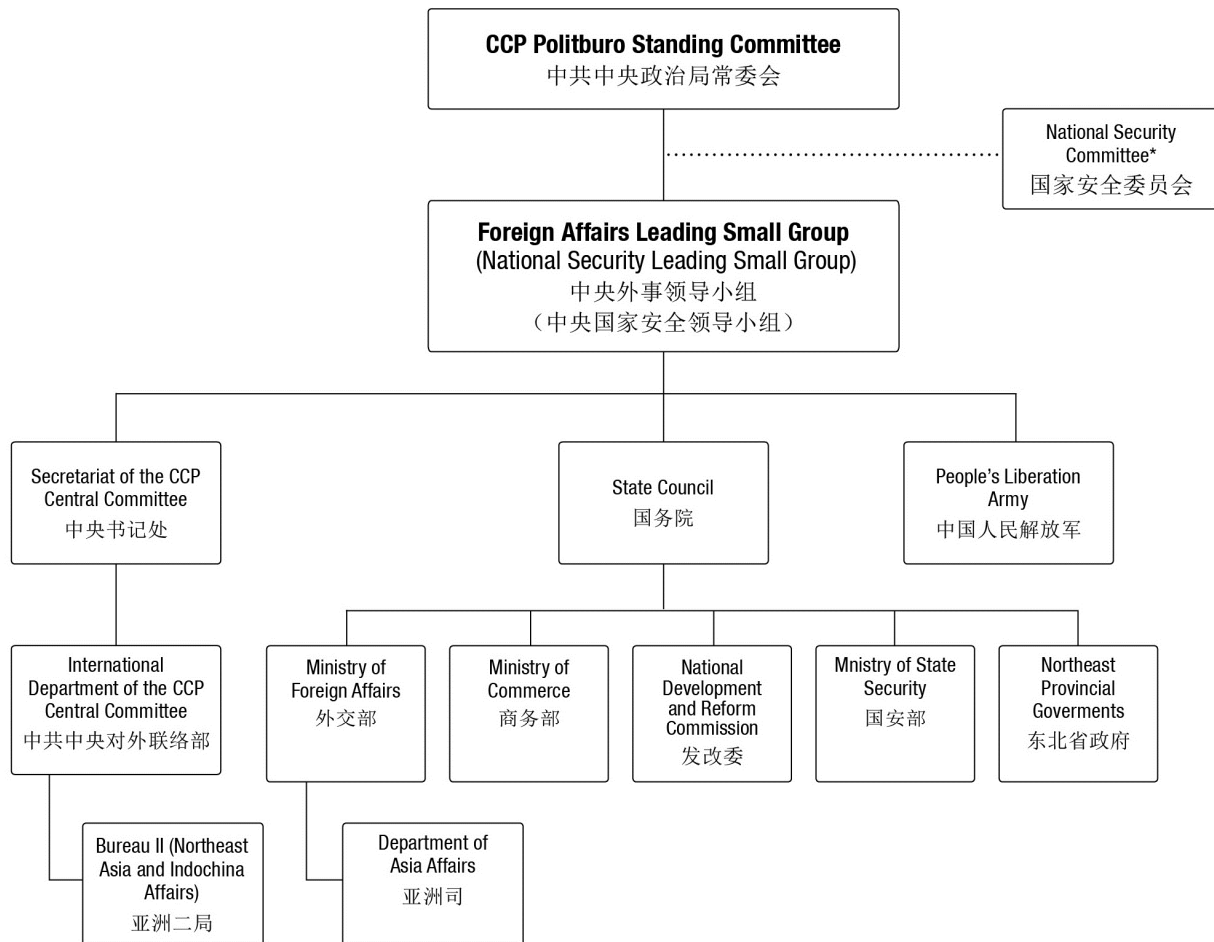 CCP Politburo Standing Committee
中共中央政治局常委会
National Security
Committee*
国家安全委员会
Foreign Affairs Leading Small Group
(National Security Leading Small Group)
中央外事领导小组
（中央国家安全领导小组）
Secretariat of the CCP
Central Committee
中央书记处
State Council
国务院
People's Liberation
Army
中国人民解放军
International
Department of the CCP
Central Committee
中共中央对外联络部
Ministry of
Foreign Affairs
外交部
Ministry of
Commerce
商务部
National
Development
and Reform
Commission
发改委
Mnistry of State
Security
国安部
Northeast
Provincial
Goverments
东北省政府
Bureau II (Northeast
Asia and Indochina
Affairs)
亚洲二局
Department of
Asia Affairs
亚洲司